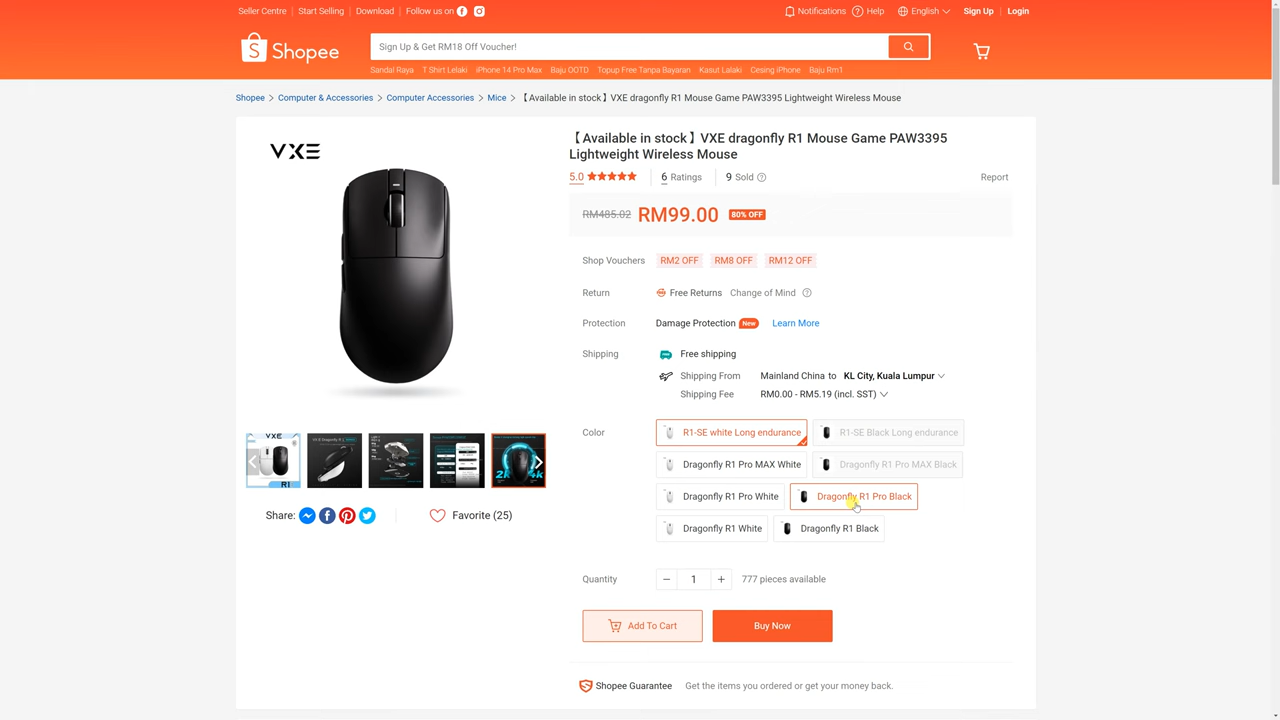 Seller Centre
Start Selling
Download
Follow us on
Notifications
Help
English
Sign Up
Login
Shopee
Sign Up & Get RM18 Off Voucher!
Sandal Raya
T Shirt Lelaki
iPhone 14 Pro Max
Baju OOTD
Topup Free Tanpa Bayaran
Kasut Lalaki
Cesing iPhone
Baju Rm1
Shopee > Computer & Accessories > Computer Accessories > Mice > 【Available in stock】VXE dragonfly R1 Mouse Game PAW3395 Lightweight Wireless Mouse
VXE
【Available in stock】VXE dragonfly R1 Mouse Game PAW3395
Lightweight Wireless Mouse
5.0
6 Ratings
9 Sold
Report
RM485.02
RM99.00
80% OFF
Shop Vouchers
RM2 OFF
RM8 OFF
RM12 OFF
Return
Free Returns
Change of Mind
Protection
Damage Protection
New
Learn More
Shipping
Free shipping
Shipping From
Mainland China to KL City, Kuala Lumpur
Shipping Fee
RM0.00 - RM5.19 (incl. SST)
Color
R1-SE white Long endurance
R1-SE Black Long endurance
Dragonfly R1 Pro MAX White
Dragonfly R1 Pro MAX Black
Dragonfly R1 Pro White
Dragonfly R1 Pro Black
Dragonfly R1 White
Dragonfly R1 Black
VXE
R1
Share:
Favorite (25)
Quantity
1
777 pieces available
Add To Cart
Buy Now
Shopee Guarantee
Get the items you ordered or get your money back.